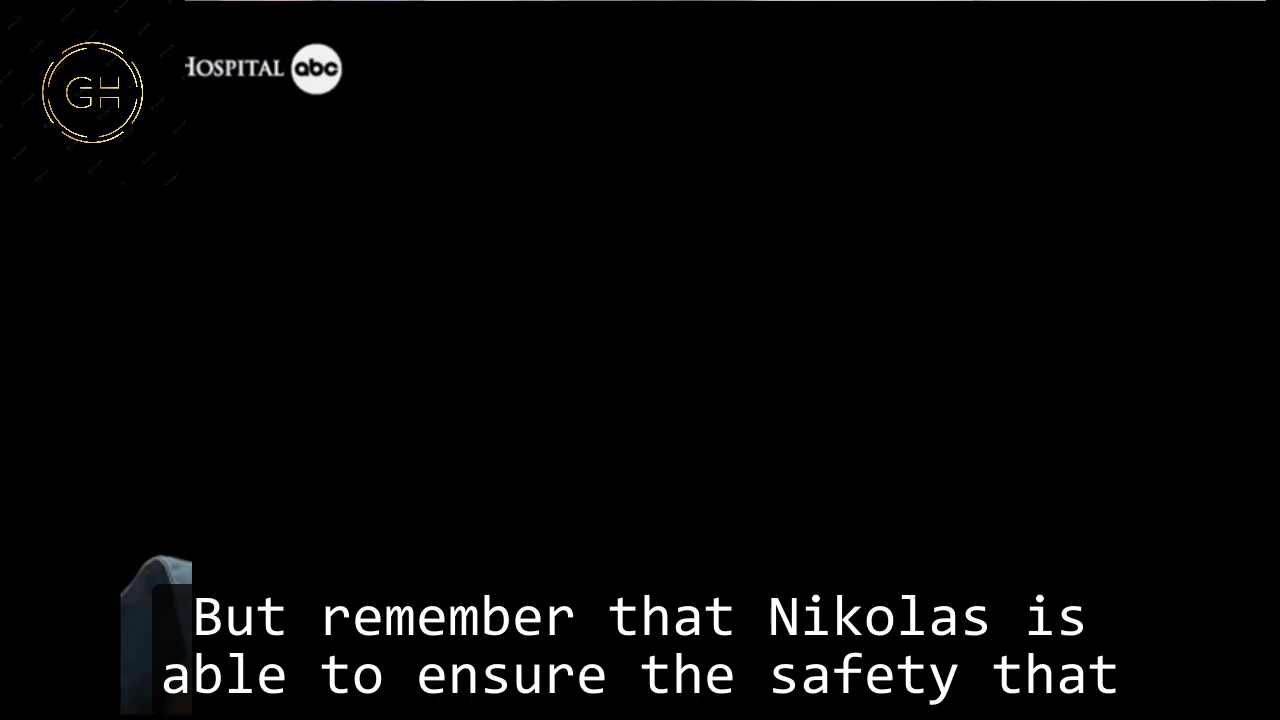 GH
HOSPITAL abc
But remember that Nikolas is
able to ensure the safety that